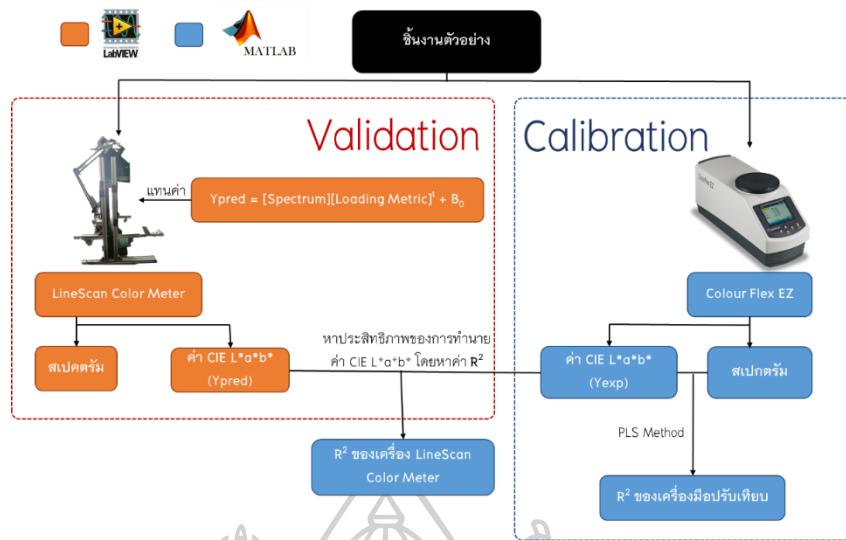 LabVIEW
MATLAB
ชิ้นงานตัวอย่าง
Validation
Calibration
แทนค่า
Ypred = [Spectrum][Loading Metric]ᵗ + B₀
LineScan Color Meter
Colour Flex EZ
สเปคตรัม
ค่า CIE L*a*b*
(Ypred)
หาประสิทธิภาพของการทำนาย
ค่า CIE L*a*b* โดยหาค่า R²
ค่า CIE L*a*b*
(Yexp)
สเปกตรัม
PLS Method
R² ของเครื่อง LineScan
Color Meter
R² ของเครื่องมือปรับเทียบ